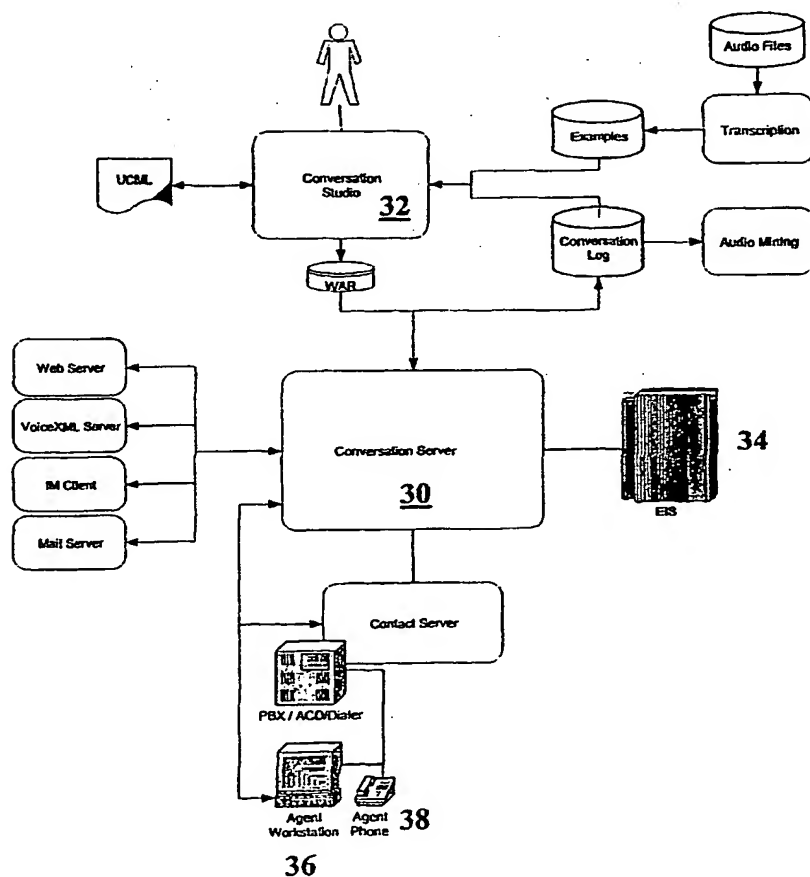 Audio Files
Examples
Transcription
UCML
Conversation
Studio
32
Conversation
Log
Audio Mining
WAR
Web Server
VoiceXML Server
IM Client
Mail Server
Conversation Server
30
34
EIS
Contact Server
PBX / ACD/Dialer
Agent
Workstation
Agent
Phone
38
36